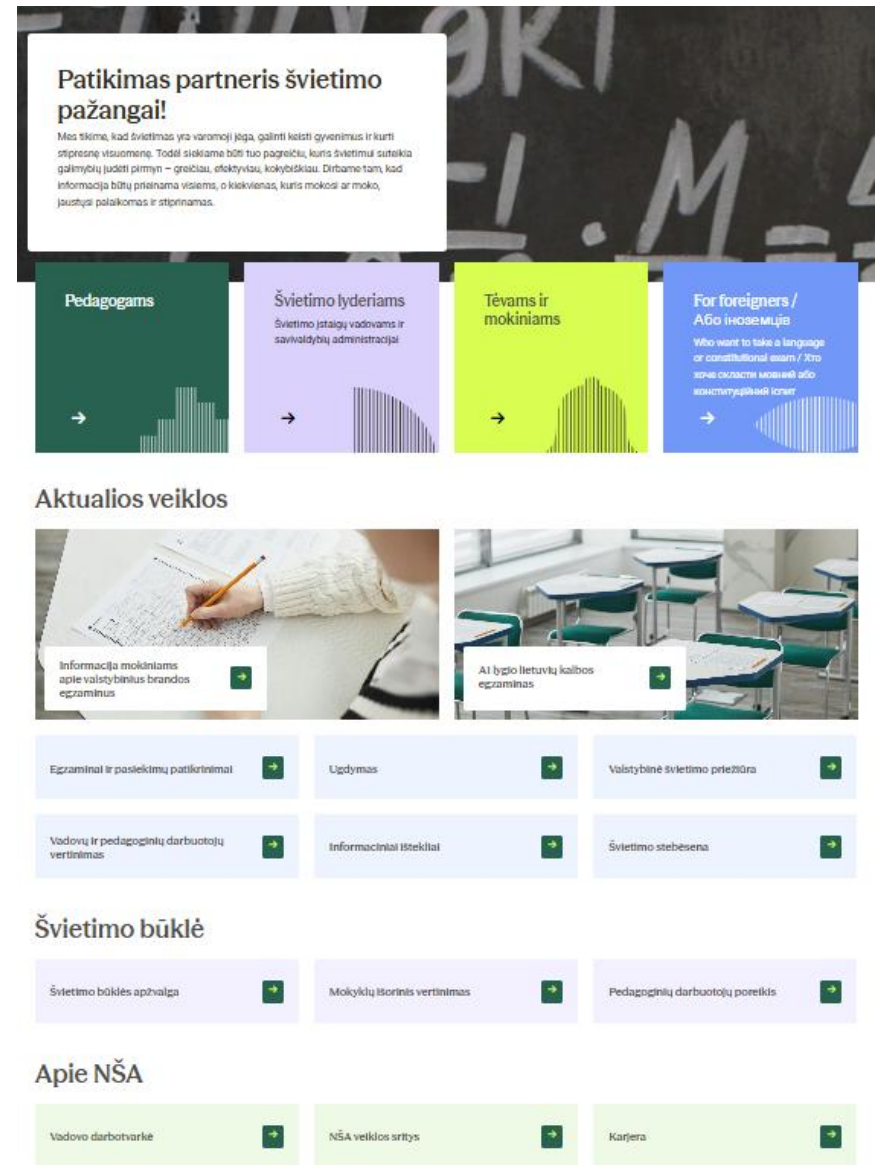 Patikimas partneris švietimo
pažangai!
Mes tikime, kad švietimas yra varomoji jėga, galinti keisti gyvenimus ir kurti
stipresnę visuomenę. Todėl siekiame būti tuo pagreičiu, kuris švietimui suteikia
galimybių judėti pirmyn – greičiau, efektyviau, kokybiškiau. Dirbame tam, kad
informacija būtų prieinama visiems, o kiekvienas, kuris mokosi ar moko,
jaustųsi palaikomas ir stiprinamas.
Pedagogams
Švietimo lyderiams
Švietimo įstaigų vadovams ir
savivaldybių administracijai
Tėvams ir
mokiniams
For foreigners /
Або іноземців
Who want to take a language
or constitutional exam / Хто
хоче скласти мовний або
конституційний іспит
Aktualios veiklos
Informacija mokiniams
apie valstybinius brandos
egzaminus
A1 lygio lietuvių kalbos
egzaminas
Egzaminai ir pasiekimų patikrinimai
Ugdymas
Valstybinė švietimo priežiūra
Vadovų ir pedagoginių darbuotojų
vertinimas
Informaciniai ištekliai
Švietimo stebėsena
Švietimo būklė
Švietimo būklės apžvalga
Mokyklų išorinis vertinimas
Pedagoginių darbuotojų poreikis
Apie NŠA
Vadovo darbotvarkė
NŠA veiklos sritys
Karjera